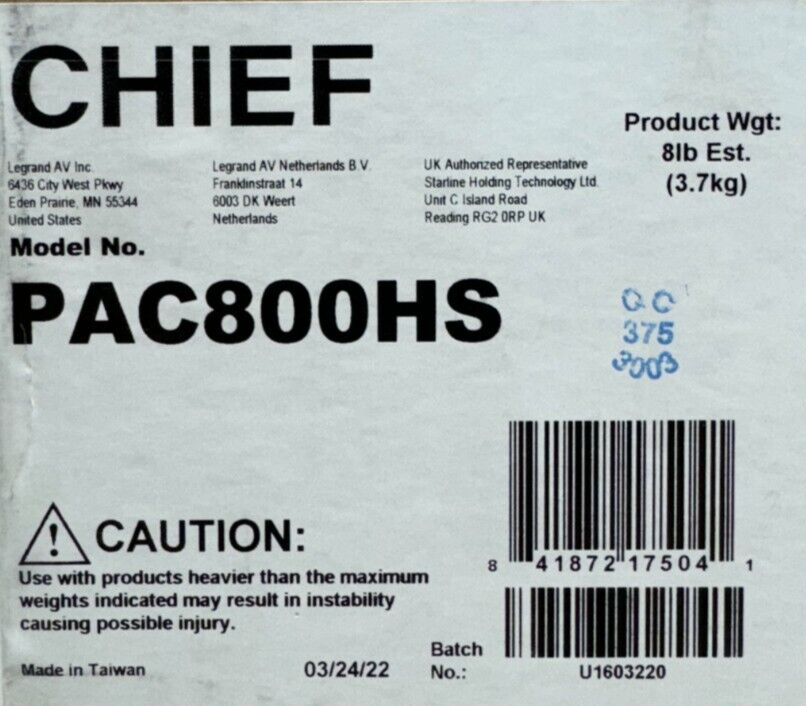 CHIEF
Product Wgt:
8lb Est.
(3.7kg)
Legrand AV Inc.
6436 City West Pkwy
Eden Prairie, MN 55344
United States
Legrand AV Netherlands B.V.
Franklinstraat 14
6003 DK Weert
Netherlands
UK Authorized Representative
Starline Holding Technology Ltd.
Unit C Island Road
Reading RG2 0RP UK
Model No.
PAC800HS
QC
375
CAUTION:
Use with products heavier than the maximum
weights indicated may result in instability
causing possible injury.
Made in Taiwan
03/24/22
8 41872 17504 1
Batch
No.:
U1603220